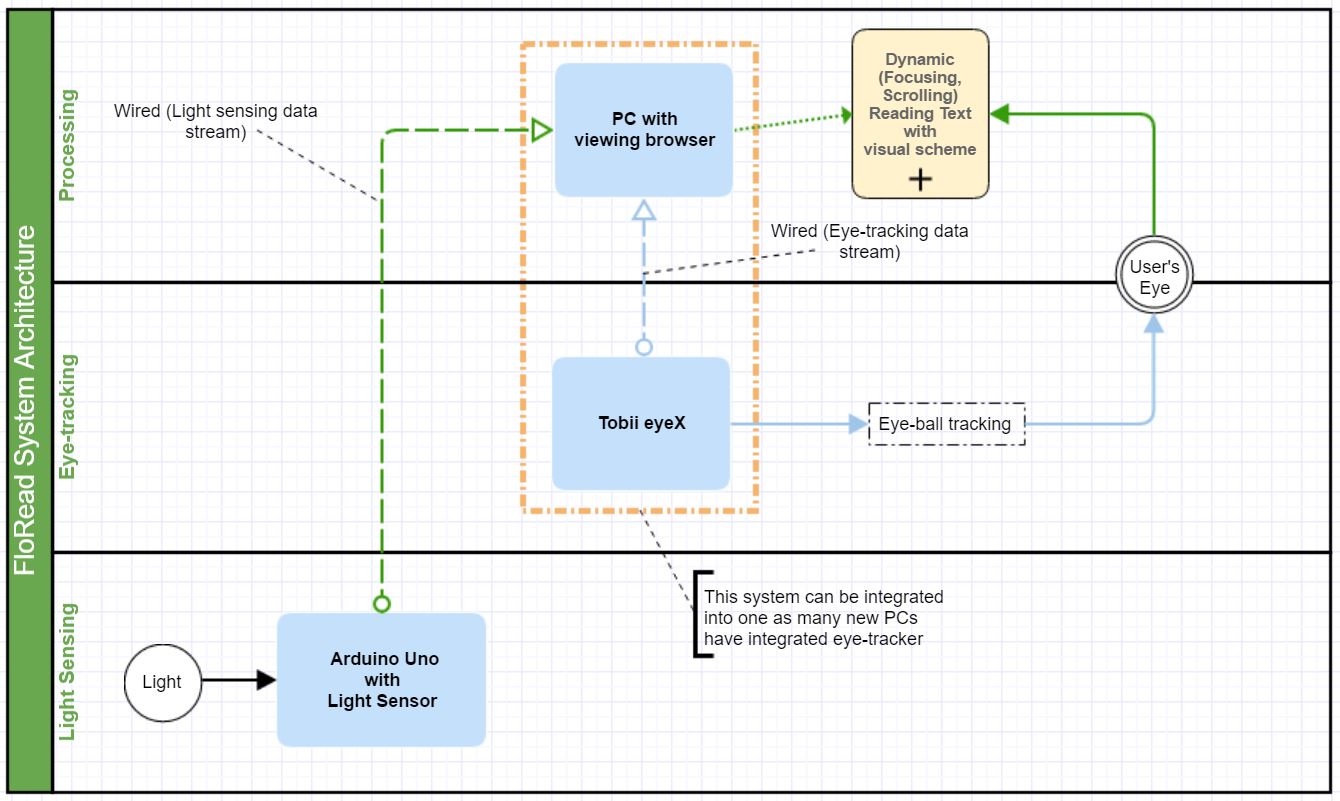 FloRead System Architecture
Processing
Wired (Light sensing data
stream)
PC with
viewing browser
Dynamic
(Focusing,
Scrolling)
Reading Text
with
visual scheme
Wired (Eye-tracking data
stream)
User's
Eye
Eye-tracking
Tobii eyeX
Eye-ball tracking
This system can be integrated
into one as many new PCs
have integrated eye-tracker
Light Sensing
Light
Arduino Uno
with
Light Sensor